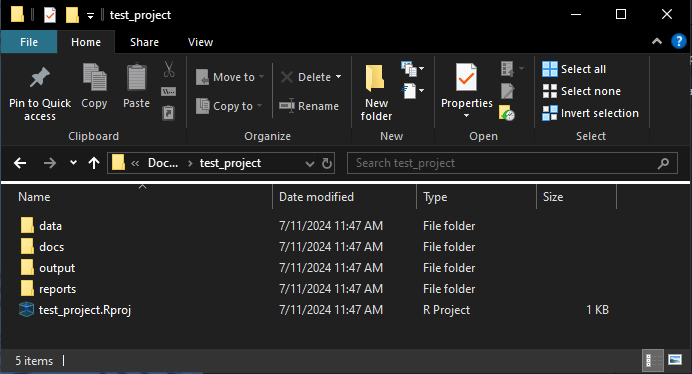 test_project
File Home Share View
Pin to Quick access
Copy
Paste
Clipboard
Move to
Copy to
Delete
Rename
Organize
New folder
New
Properties
Open
Select all
Select none
Invert selection
Select
Doc... test_project
Search test_project
Name Date modified Type Size
data 7/11/2024 11:47 AM File folder
docs 7/11/2024 11:47 AM File folder
output 7/11/2024 11:47 AM File folder
reports 7/11/2024 11:47 AM File folder
test_project.Rproj 7/11/2024 11:47 AM R Project 1 KB
5 items